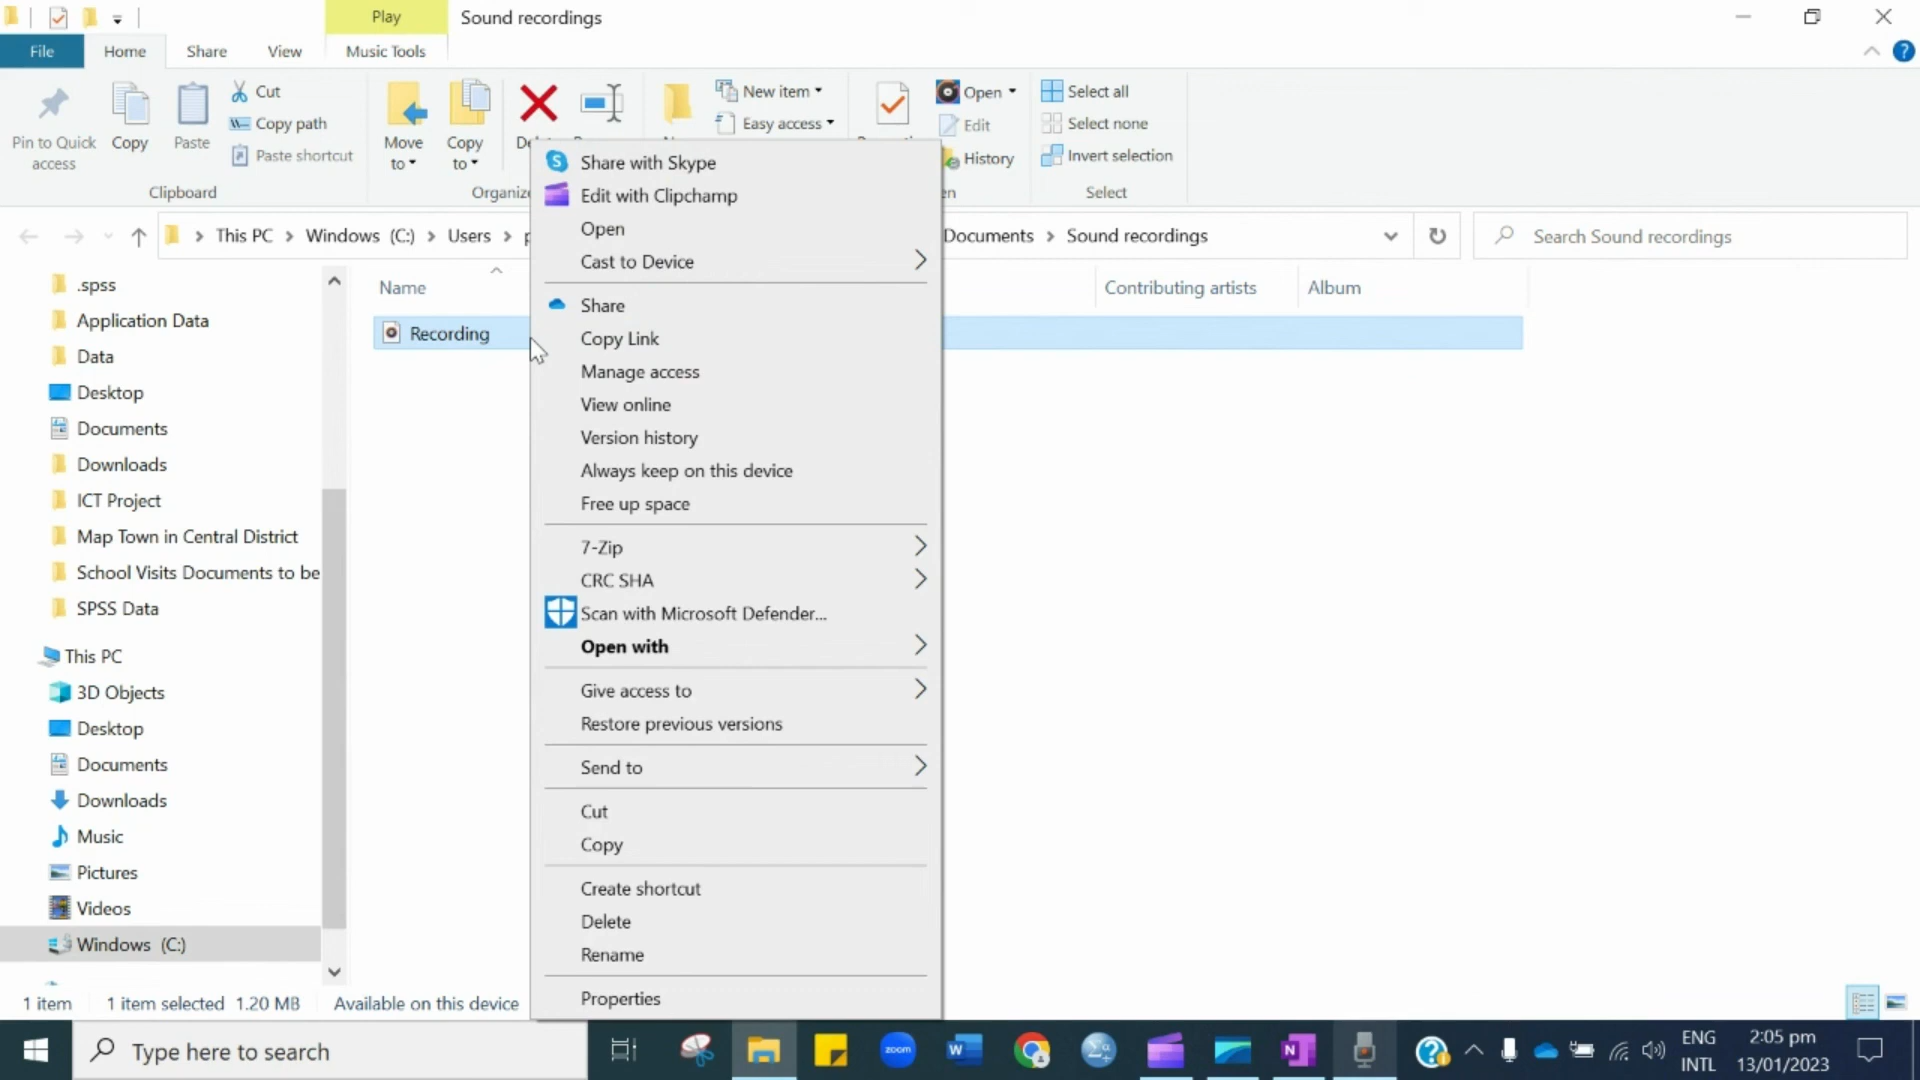 Play
Sound recordings
File
Home
Share
View
Music Tools
Pin to Quick
access
Copy
Paste
Cut
Copy path
Paste shortcut
Clipboard
Move
to
Copy
to
New item
Easy access
Open
Edit
History
Select all
Select none
Invert selection
Select
This PC
Windows (C:)
Users
Documents
Sound recordings
Search Sound recordings
Name
Contributing artists
Album
Recording
.spss
Application Data
Data
Desktop
Documents
Downloads
ICT Project
Map Town in Central District
School Visits Documents to be
SPSS Data
This PC
3D Objects
Desktop
Documents
Downloads
Music
Pictures
Videos
Windows (C:)
Share with Skype
Edit with Clipchamp
Open
Cast to Device
Share
Copy Link
Manage access
View online
Version history
Always keep on this device
Free up space
7-Zip
CRC SHA
Scan with Microsoft Defender...
Open with
Give access to
Restore previous versions
Send to
Cut
Copy
Create shortcut
Delete
Rename
Properties
1 item
1 item selected 1.20 MB
Available on this device
Type here to search
zoom
ENG
INTL
2:05 pm
13/01/2023